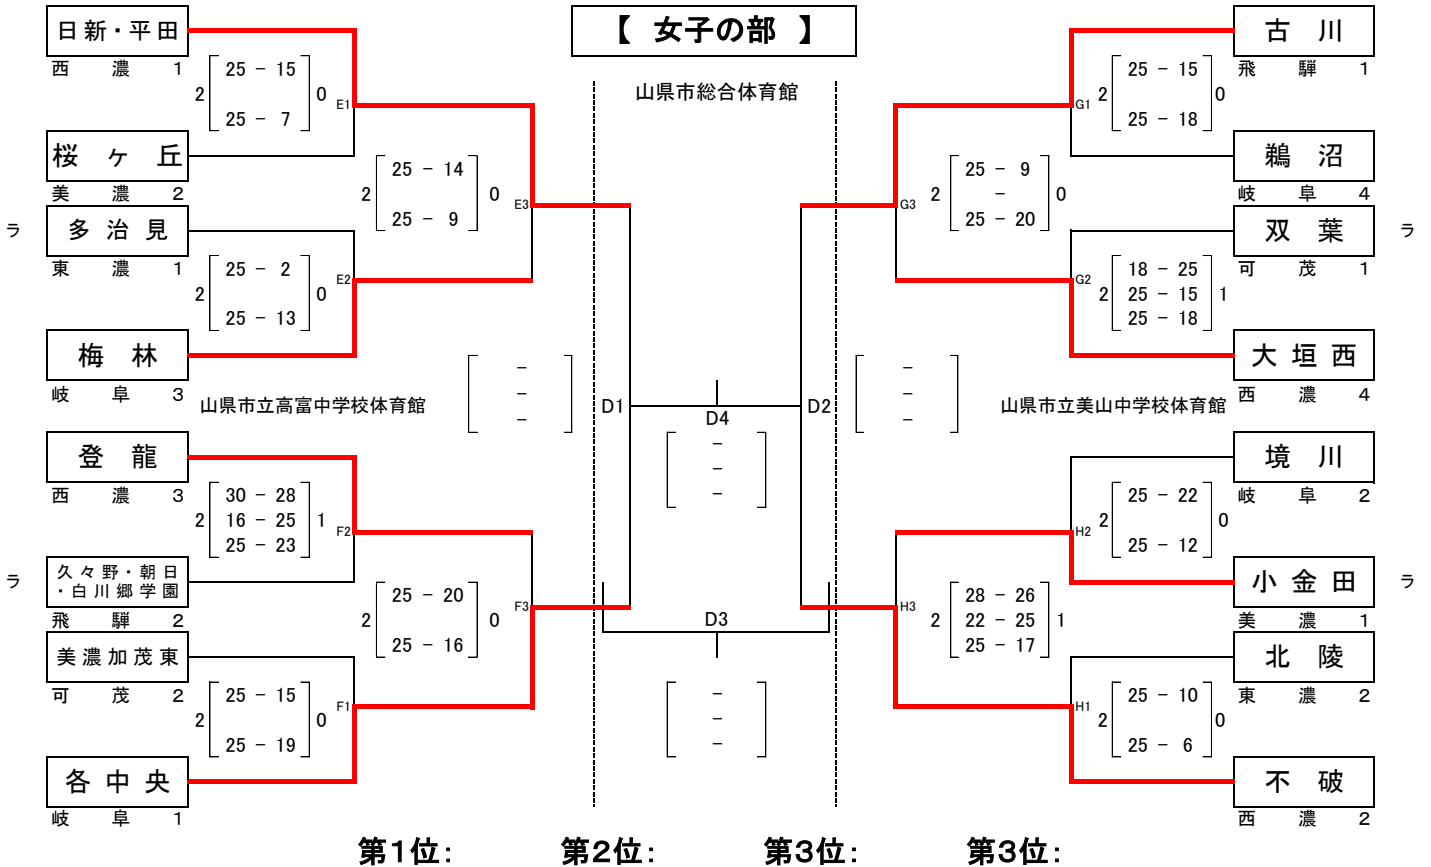 【 女子の部 】
山県市総合体育館
日新・平田
西濃1
2 25 － 15 0
25 － 7
E1
桜ヶ丘
美濃2
2 25 － 14 0
25 － 9
E3
ラ
多治見
東濃1
2 25 － 2 0
25 － 13
E2
梅林
岐阜3
山県市立高富中学校体育館
－
－
－
D1
登龍
西濃3
2 30 － 28 1
16 － 25
25 － 23
F2
ラ
久々野・朝日
・白川郷学園
飛騨2
2 25 － 20 0
25 － 16
F3
美濃加茂東
可茂2
2 25 － 15 0
25 － 19
F1
各中央
岐阜1
D4
－
－
－
D3
－
－
－
古川
飛騨1
G1
2 25 － 15 0
25 － 18
鵜沼
岐阜4
G3
2 25 － 9 0
－
25 － 20
双葉
ラ
可茂1
G2
2 18 － 25 1
25 － 15
25 － 18
大垣西
西濃4
D2
－
－
－
山県市立美山中学校体育館
境川
岐阜2
H2
2 25 － 22 0
25 － 12
小金田
ラ
美濃1
H3
2 28 － 26 1
22 － 25
25 － 17
北陵
東濃2
H1
2 25 － 10 0
25 － 6
不破
西濃2
第1位： 第2位： 第3位： 第3位：